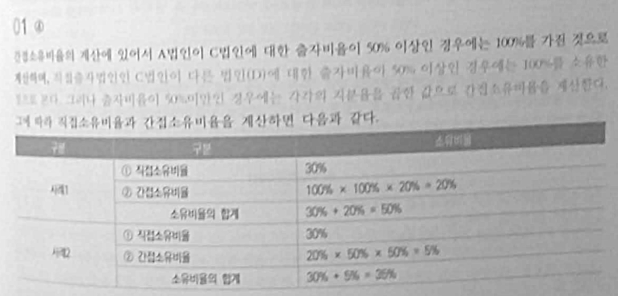 01 ④
간접소유비율의 계산에 있어서 A법인이 C법인에 대한 출자비율이 50% 이상인 경우에는 100%를 가진 것으로
계산하며, 직접출자법인인 C법인이 다른 법인(D)에 대한 출자비율이 50% 이상인 경우에는 100%를 소유한
것으로 본다. 그러나 출자비율이 50%미만인 경우에는 각각의 지분율을 곱한 값으로 간접소유비율을 계산한다.
그에 따라 직접소유비율과 간접소유비율을 계산하면 다음과 같다.
구분 구분 소유비율
① 직접소유비율 30%
사례1 ② 간접소유비율 100% × 100% × 20% = 20%
소유비율의 합계 30% + 20% = 50%
① 직접소유비율 30%
사례2 ② 간접소유비율 20% × 50% × 50% = 5%
소유비율의 합계 30% + 5% = 35%